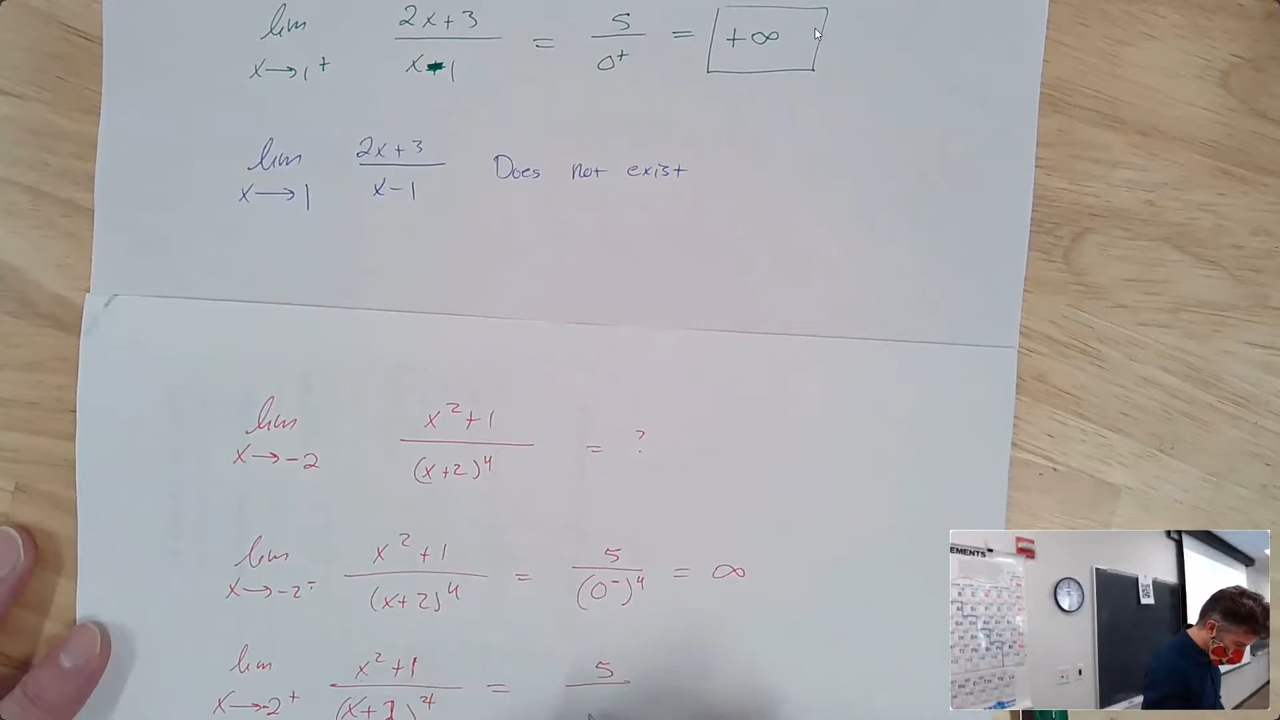 lim x→1⁺ (2x+3)/(x-1) = 5/0⁺ = +∞
lim x→1 (2x+3)/(x-1) Does not exist
lim x→-2 (x²+1)/(x+2)⁴ = ?
lim x→-2⁻ (x²+1)/(x+2)⁴ = 5/(0⁻)⁴ = ∞
lim x→-2⁺ (x²+1)/(x+2)⁴ = 5
EMENTS